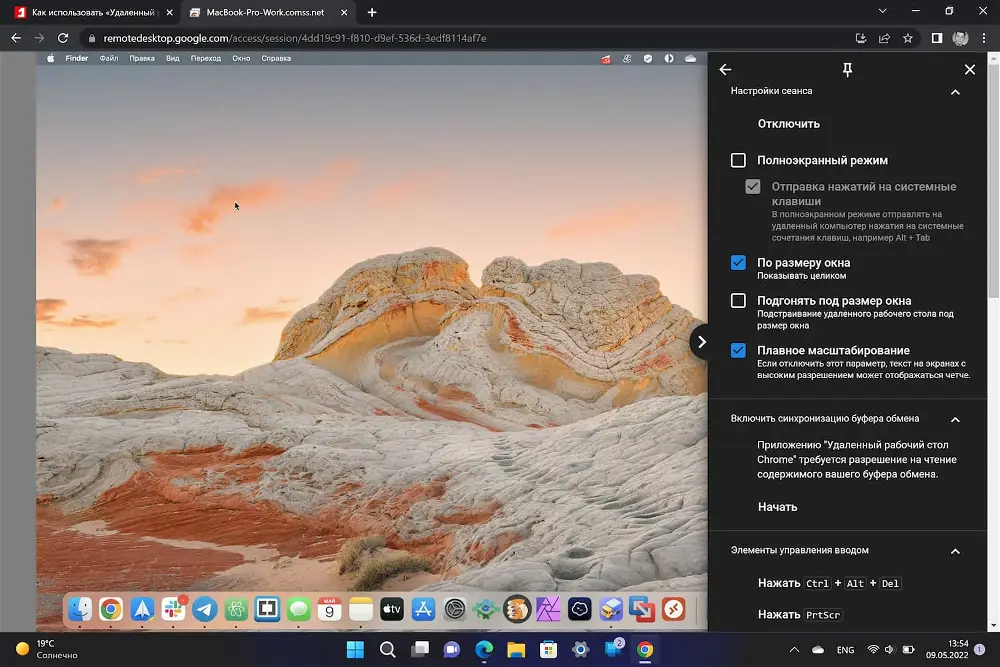 Как использовать «Удаленный
MacBook-Pro-Work.comss.net
remotedesktop.google.com/access/session/4dd19c91-f810-d9ef-536d-3edf8114af7e
Finder Файл Правка Вид Переход Окно Справка
Настройки сеанса
Отключить
Полноэкранный режим
Отправка нажатий на системные
клавиши
В полноэкранном режиме отправлять на
удаленный компьютер нажатия на системные
сочетания клавиш, например Alt + Tab
По размеру окна
Показывать целиком
Подгонять под размер окна
Подстраивание удаленного рабочего стола под
размер окна
Плавное масштабирование
Если отключить этот параметр, текст на экранах с
высоким разрешением может отображаться четче.
Включить синхронизацию буфера обмена
Приложению "Удаленный рабочий стол
Chrome" требуется разрешение на чтение
содержимого вашего буфера обмена.
Начать
Элементы управления вводом
Нажать Ctrl + Alt + Del
Нажать PrtScr
МАЙ
9
tv
19°C
Солнечно
2
ENG
13:54
09.05.2022
1